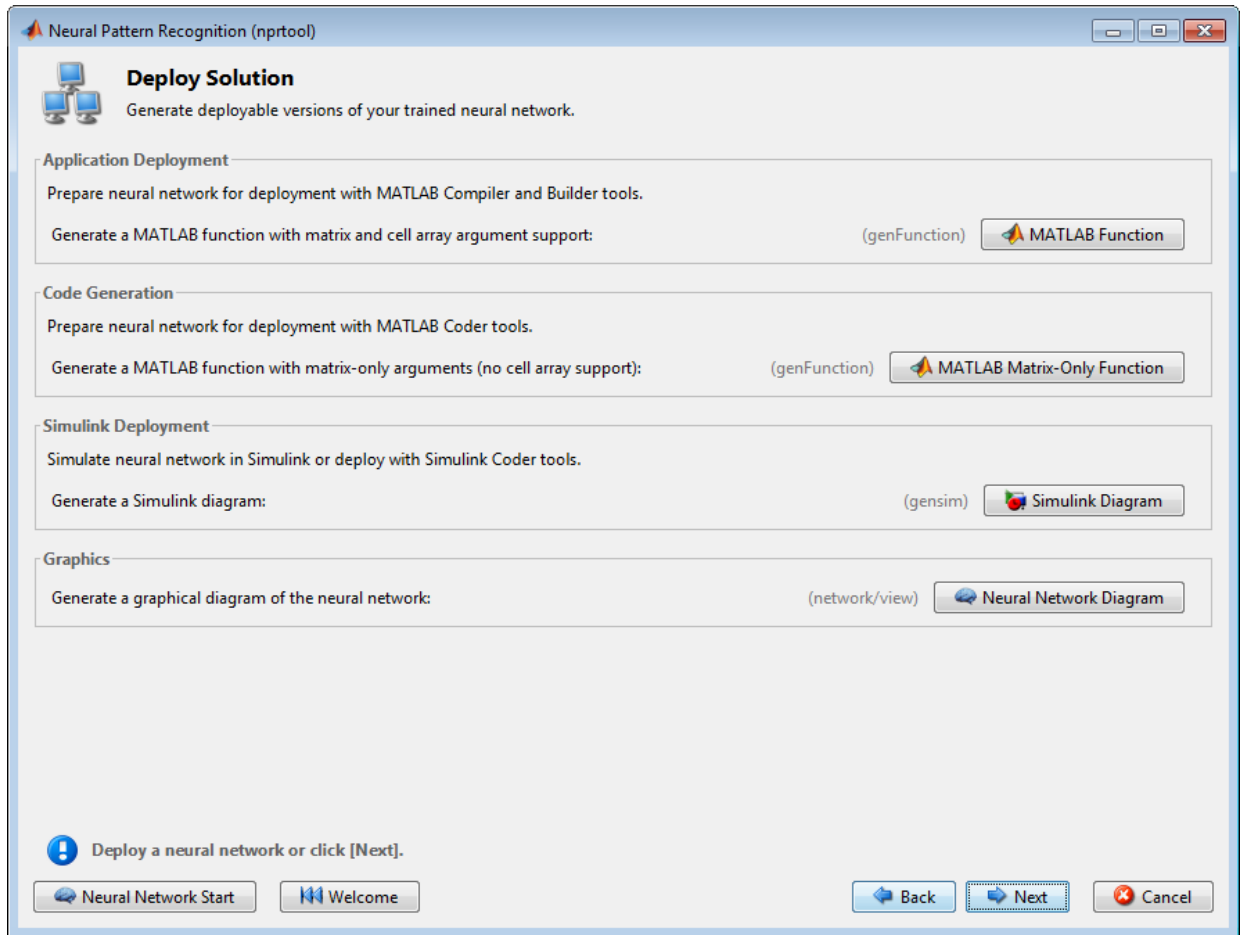 Neural Pattern Recognition (nprtool)
Deploy Solution
Generate deployable versions of your trained neural network.
Application Deployment
Prepare neural network for deployment with MATLAB Compiler and Builder tools.
Generate a MATLAB function with matrix and cell array argument support: (genFunction) MATLAB Function
Code Generation
Prepare neural network for deployment with MATLAB Coder tools.
Generate a MATLAB function with matrix-only arguments (no cell array support): (genFunction) MATLAB Matrix-Only Function
Simulink Deployment
Simulate neural network in Simulink or deploy with Simulink Coder tools.
Generate a Simulink diagram: (gensim) Simulink Diagram
Graphics
Generate a graphical diagram of the neural network: (network/view) Neural Network Diagram
Deploy a neural network or click [Next].
Neural Network Start Welcome Back Next Cancel